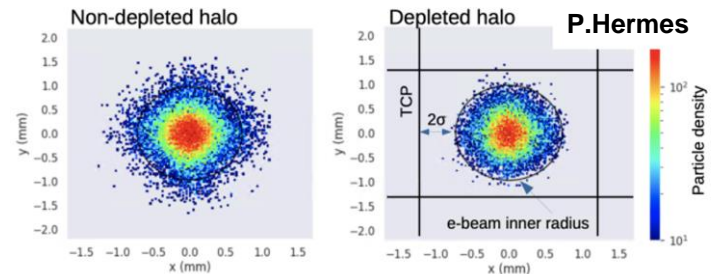 Non-depleted halo
2.0
1.5
1.0
0.5
0.0
−0.5
−1.0
−1.5
−2.0
y (mm)
−1.5 −1.0 −0.5 0.0 0.5 1.0 1.5
x (mm)
Depleted halo
P.Hermes
2.0
1.5
1.0
0.5
0.0
−0.5
−1.0
−1.5
−2.0
y (mm)
TCP
2σ
e-beam inner radius
−1.5 −1.0 −0.5 0.0 0.5 1.0 1.5
x (mm)
10²
10¹
Particle density